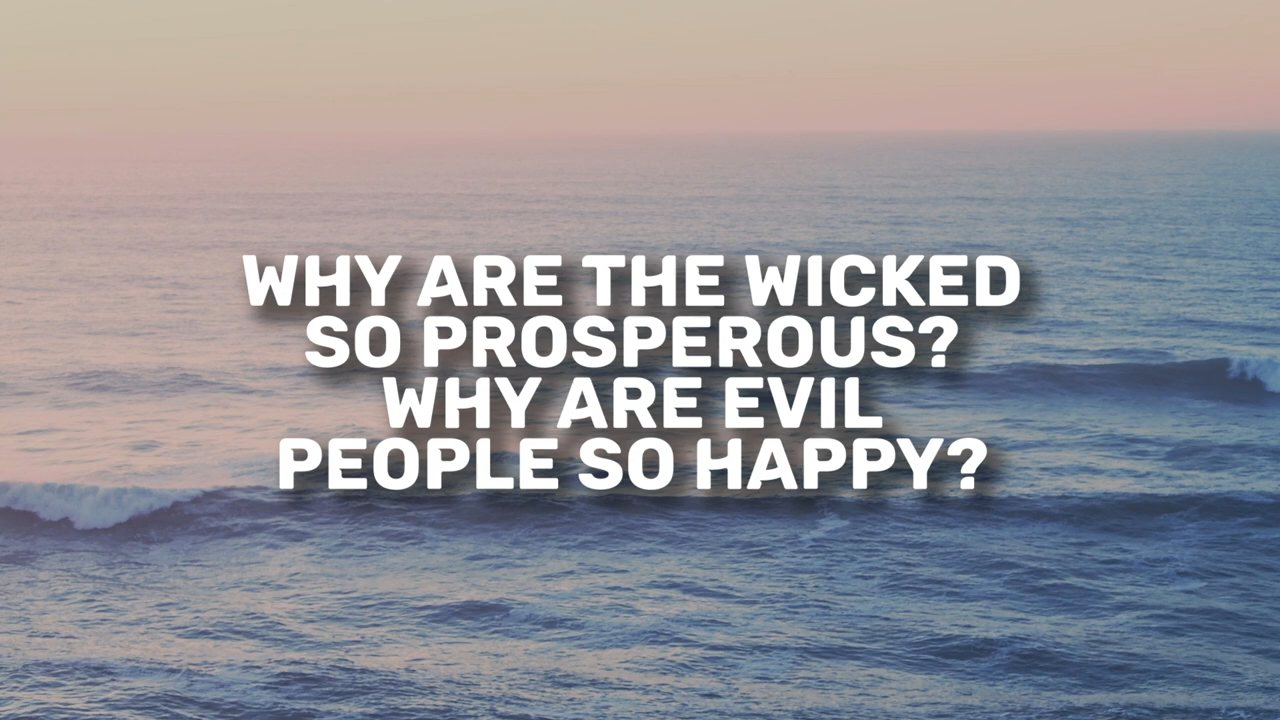 WHY ARE THE WICKED
SO PROSPEROUS?
WHY ARE EVIL
PEOPLE SO HAPPY?